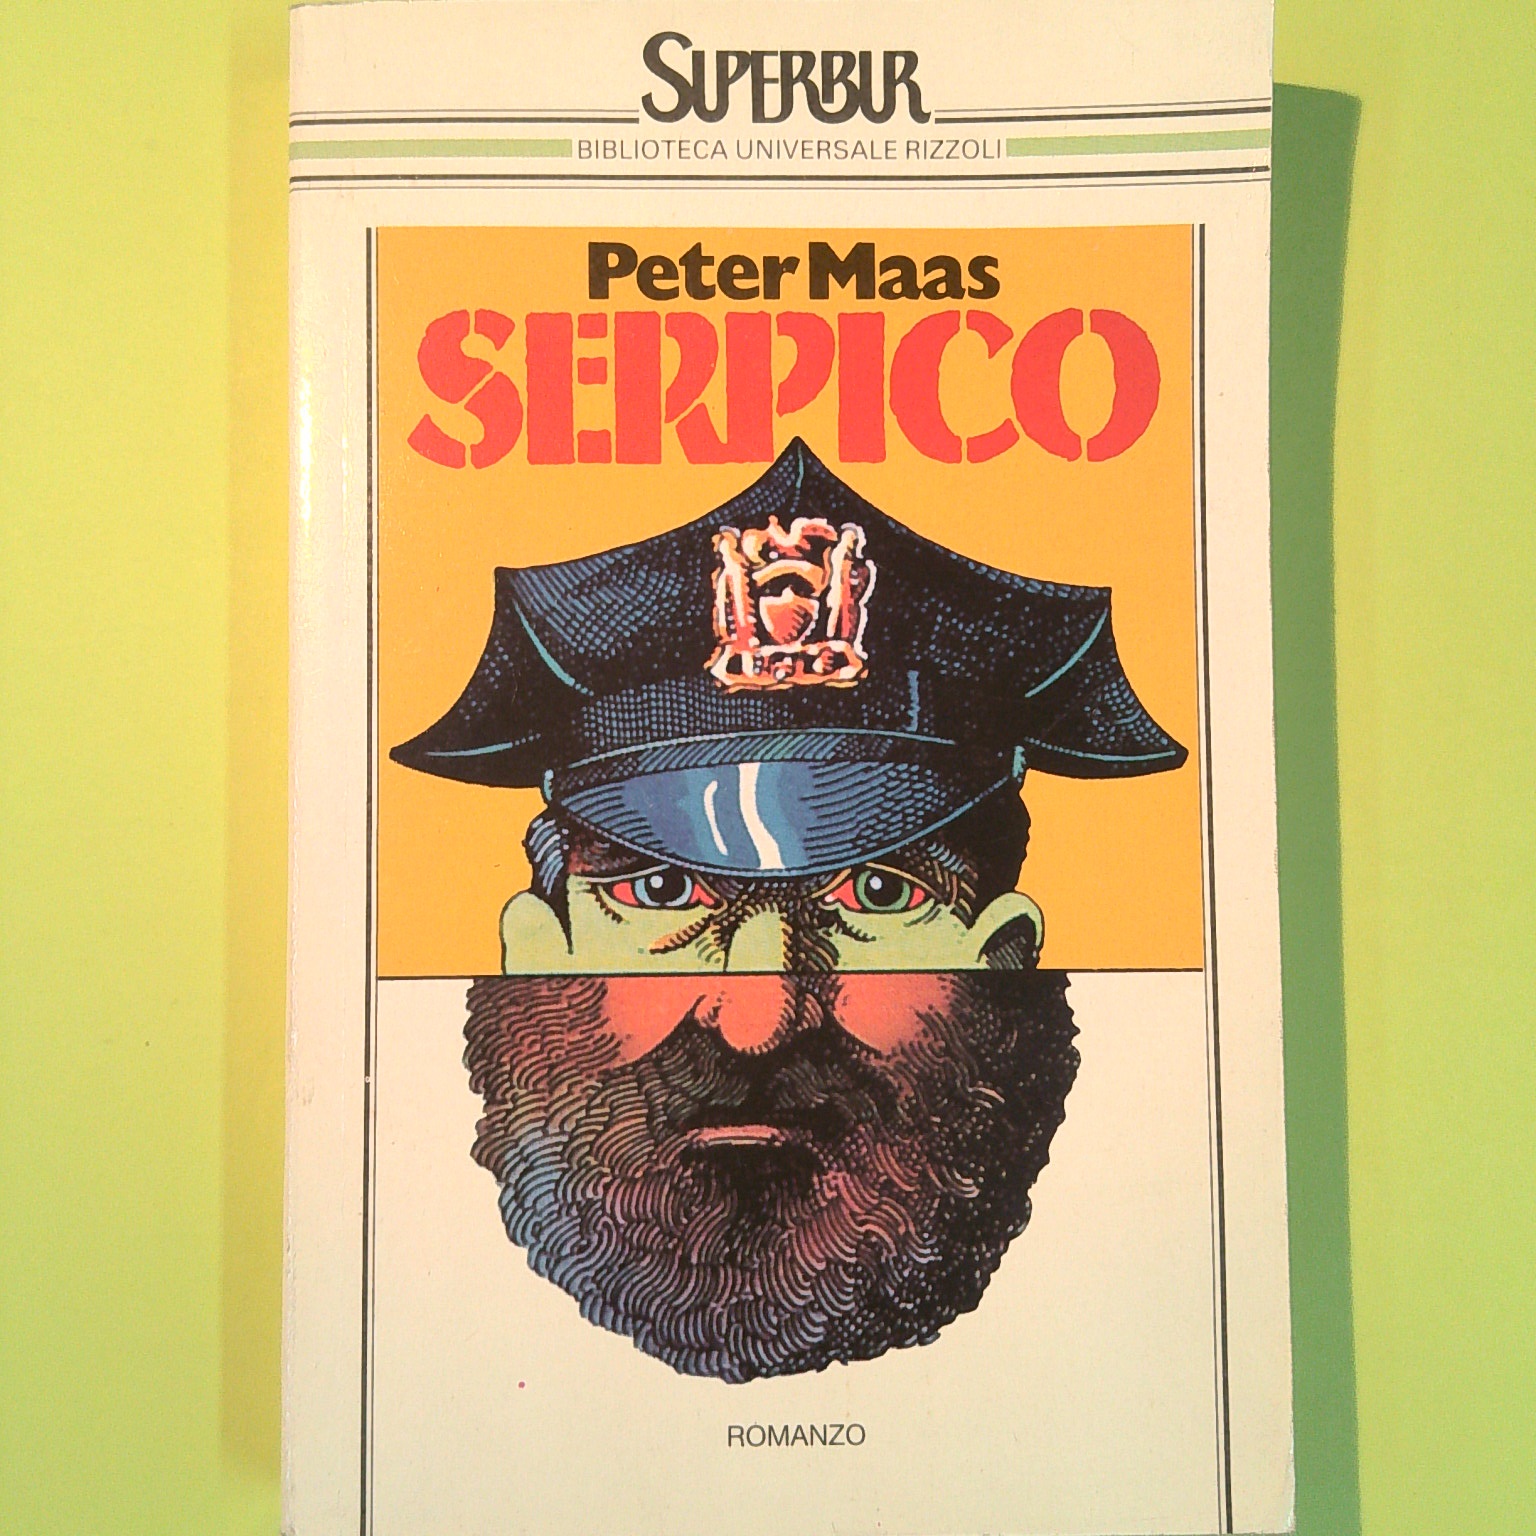 SUPERBUR
BIBLIOTECA UNIVERSALE RIZZOLI
Peter Maas
SERPICO
ROMANZO